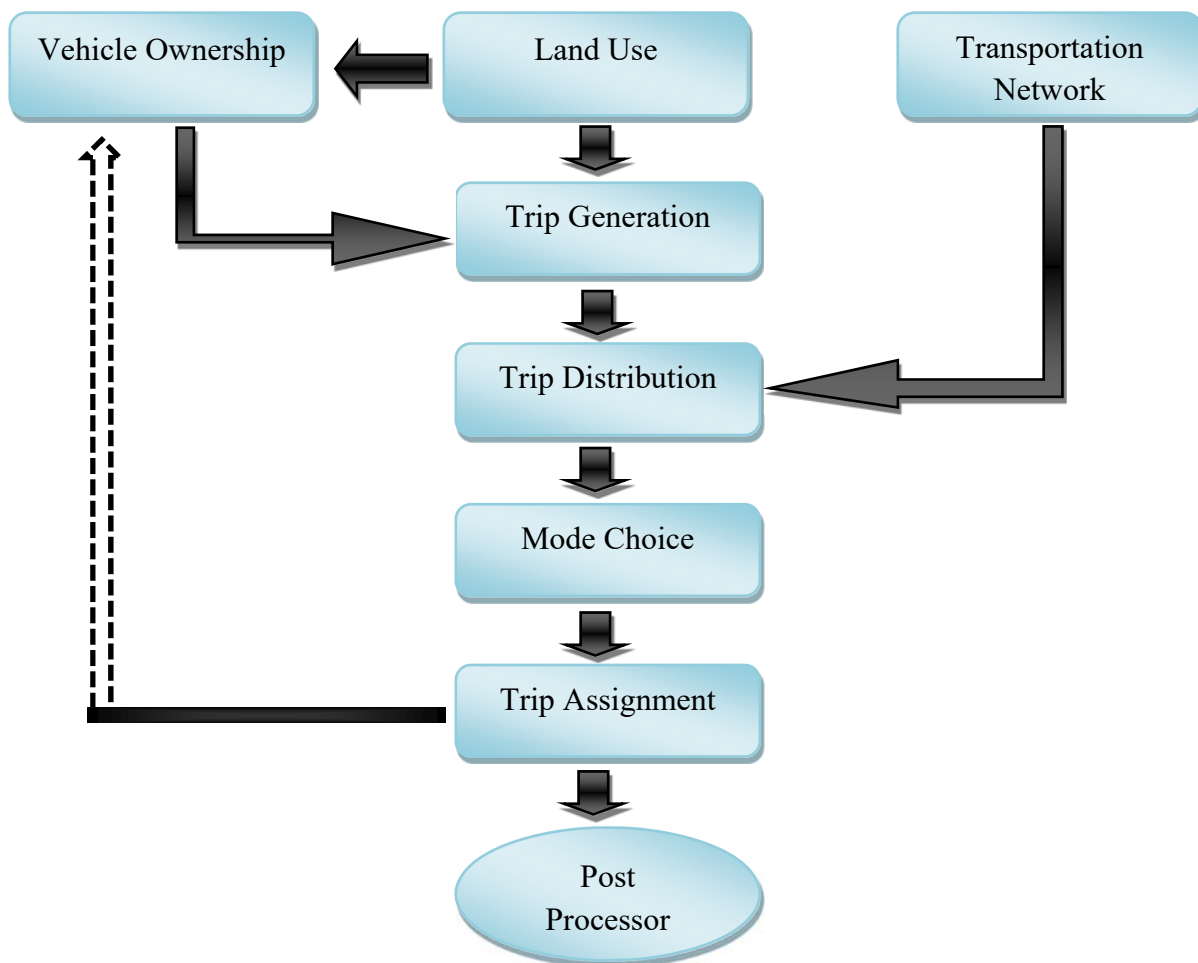 Vehicle Ownership
Land Use
Transportation
Network
Trip Generation
Trip Distribution
Mode Choice
Trip Assignment
Post
Processor